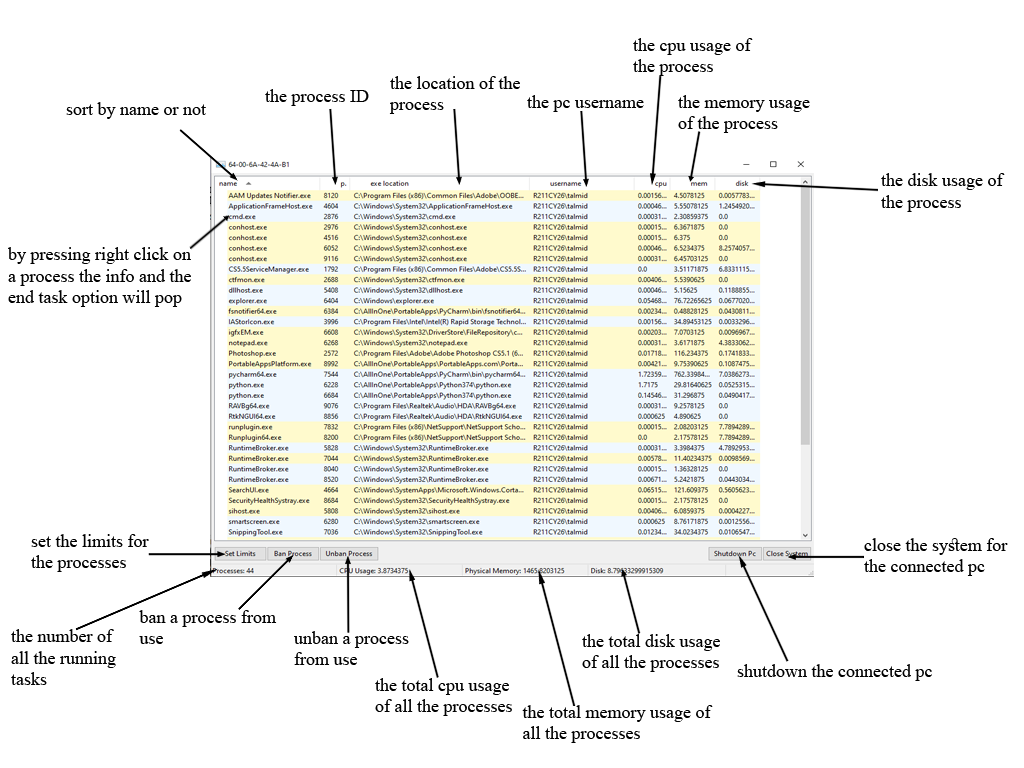 the cpu usage of
the process
the location of the
process
the process ID
sort by name or not
the pc username
the memory usage
of the process
the disk usage of
the process
by pressing right click on
a process the info and the
end task option will pop
64-00-6A-42-4A-B1
name p. exe location username cpu mem disk
AAM Updates Notifier.exe 8120 C:\Program Files (x86)\Common Files\Adobe\OOBE... R211CY26\talmid 0.00156... 4.5078125 0.0057783...
ApplicationFrameHost.exe 4604 C:\Windows\System32\ApplicationFrameHost.exe R211CY26\talmid 0.00046... 5.55078125 1.2454920...
cmd.exe 2876 C:\Windows\System32\cmd.exe R211CY26\talmid 0.00031... 2.30859375 0.0
conhost.exe 2976 C:\Windows\System32\conhost.exe R211CY26\talmid 0.00015... 6.3671875 0.0
conhost.exe 4516 C:\Windows\System32\conhost.exe R211CY26\talmid 0.00015... 6.375 0.0
conhost.exe 6052 C:\Windows\System32\conhost.exe R211CY26\talmid 0.00046... 6.5234375 8.2574057...
conhost.exe 9116 C:\Windows\System32\conhost.exe R211CY26\talmid 0.00031... 6.45703125 0.0
CS5.5ServiceManager.exe 1792 C:\Program Files (x86)\Common Files\Adobe\CS5.5S... R211CY26\talmid 0.0 3.51171875 6.8331115...
ctfmon.exe 2688 C:\Windows\System32\ctfmon.exe R211CY26\talmid 0.00406... 5.5390625 0.0
dllhost.exe 5408 C:\Windows\System32\dllhost.exe R211CY26\talmid 0.00046... 5.15625 0.1188855...
explorer.exe 6404 C:\Windows\explorer.exe R211CY26\talmid 0.05468... 76.72265625 0.0677020...
fsnotifier64.exe 6384 C:\AllInOne\PortableApps\PyCharm\bin\fsnotifier64... R211CY26\talmid 0.00234... 0.48828125 0.0430811...
IAStorIcon.exe 3996 C:\Program Files\Intel\Intel(R) Rapid Storage Technol... R211CY26\talmid 0.00156... 34.89453125 0.0033296...
igfxEM.exe 6608 C:\Windows\System32\DriverStore\FileRepository\c... R211CY26\talmid 0.00203... 7.0703125 0.0096967...
notepad.exe 6268 C:\Windows\System32\notepad.exe R211CY26\talmid 0.00031... 3.6171875 4.3833062...
Photoshop.exe 2572 C:\Program Files\Adobe\Adobe Photoshop CS5.1 (6... R211CY26\talmid 0.01718... 116.234375 0.1741833...
PortableAppsPlatform.exe 8992 C:\AllInOne\PortableApps\PortableApps.com\Porta... R211CY26\talmid 0.00421... 9.75390625 0.1087475...
pycharm64.exe 7544 C:\AllInOne\PortableApps\PyCharm\bin\pycharm64... R211CY26\talmid 1.72359... 762.33984... 7.0386273...
python.exe 6228 C:\AllInOne\PortableApps\Python374\python.exe R211CY26\talmid 1.7175 29.81640625 0.0525315...
python.exe 6684 C:\AllInOne\PortableApps\Python374\python.exe R211CY26\talmid 0.14546... 31.296875 0.0490417...
RAVBg64.exe 9076 C:\Program Files\Realtek\Audio\HDA\RAVBg64.exe R211CY26\talmid 0.00031... 9.2578125 0.0
RtkNGUI64.exe 8856 C:\Program Files\Realtek\Audio\HDA\RtkNGUI64.exe R211CY26\talmid 0.000625 4.890625 0.0
runplugin.exe 7832 C:\Program Files (x86)\NetSupport\NetSupport Scho... R211CY26\talmid 0.00015... 2.08203125 7.7894289...
Runplugin64.exe 8200 C:\Program Files (x86)\NetSupport\NetSupport Scho... R211CY26\talmid 0.0 2.17578125 7.7894289...
RuntimeBroker.exe 5828 C:\Windows\System32\RuntimeBroker.exe R211CY26\talmid 0.00031... 3.3984375 4.7892953...
RuntimeBroker.exe 7044 C:\Windows\System32\RuntimeBroker.exe R211CY26\talmid 0.00578... 11.40234375 0.0098569...
RuntimeBroker.exe 8040 C:\Windows\System32\RuntimeBroker.exe R211CY26\talmid 0.00015... 1.36328125 0.0
RuntimeBroker.exe 8520 C:\Windows\System32\RuntimeBroker.exe R211CY26\talmid 0.00671... 5.2421875 0.0443034...
SearchUI.exe 4664 C:\Windows\SystemApps\Microsoft.Windows.Corta... R211CY26\talmid 0.06515... 121.609375 0.5605623...
SecurityHealthSystray.exe 8684 C:\Windows\System32\SecurityHealthSystray.exe R211CY26\talmid 0.00015... 2.17578125 0.0
sihost.exe 5808 C:\Windows\System32\sihost.exe R211CY26\talmid 0.00406... 6.0859375 0.0004227...
smartscreen.exe 6280 C:\Windows\System32\smartscreen.exe R211CY26\talmid 0.000625 8.76171875 0.0012556...
SnippingTool.exe 7036 C:\Windows\System32\SnippingTool.exe R211CY26\talmid 0.01234... 34.0234375 0.0106547...
Set Limits Ban Process Unban Process Shutdown Pc Close System
Processes: 44 CPU Usage: 3.8734375 Physical Memory: 1465.8203125 Disk: 8.79633299915309
set the limits for
the processes
close the system for
the connected pc
the number of
all the running
tasks
ban a process from
use
unban a process
from use
the total cpu usage
of all the processes
the total memory usage of
all the processes
the total disk usage
of all the processes
shutdown the connected pc